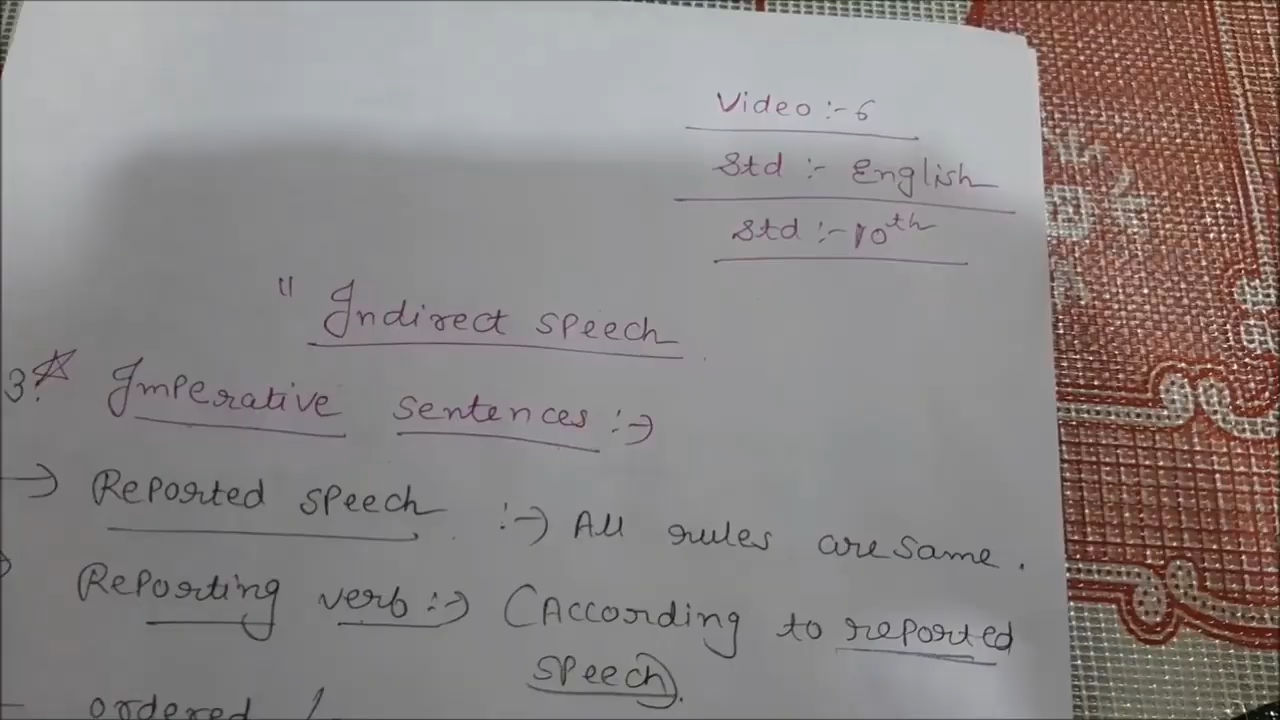 Video :- 6
Std :- English
Std :- 10th
" Indirect speech
3. Imperative sentences :->
-> Reported speech :-> All rules are same.
Reporting verb :-> (According to reported
speech).
- ordered /